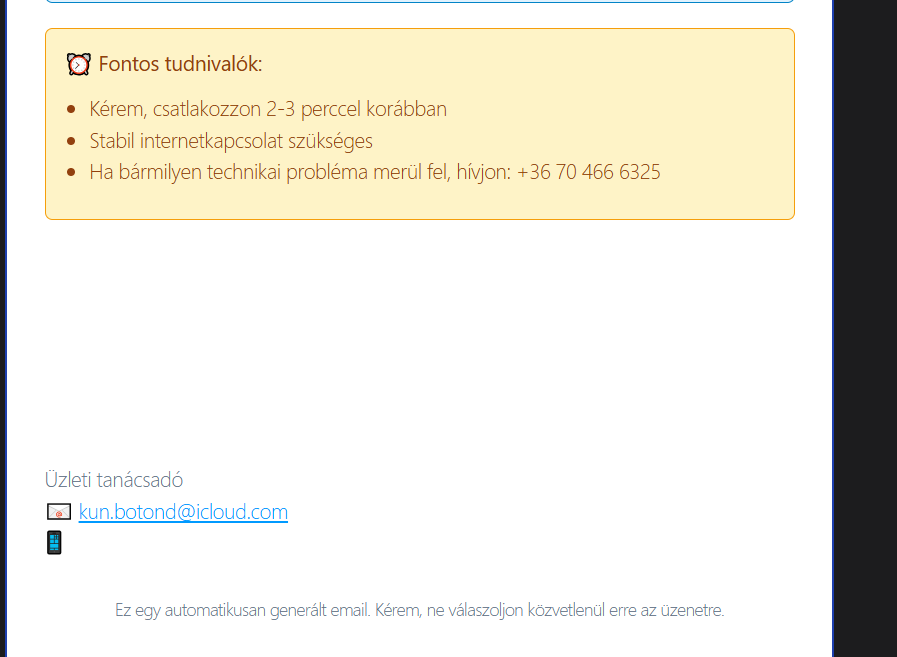 Fontos tudnivalók:
Kérem, csatlakozzon 2-3 perccel korábban
Stabil internetkapcsolat szükséges
Ha bármilyen technikai probléma merül fel, hívjon: +36 70 466 6325
Üzleti tanácsadó
kun.botond@icloud.com
Ez egy automatikusan generált email. Kérem, ne válaszoljon közvetlenül erre az üzenetre.